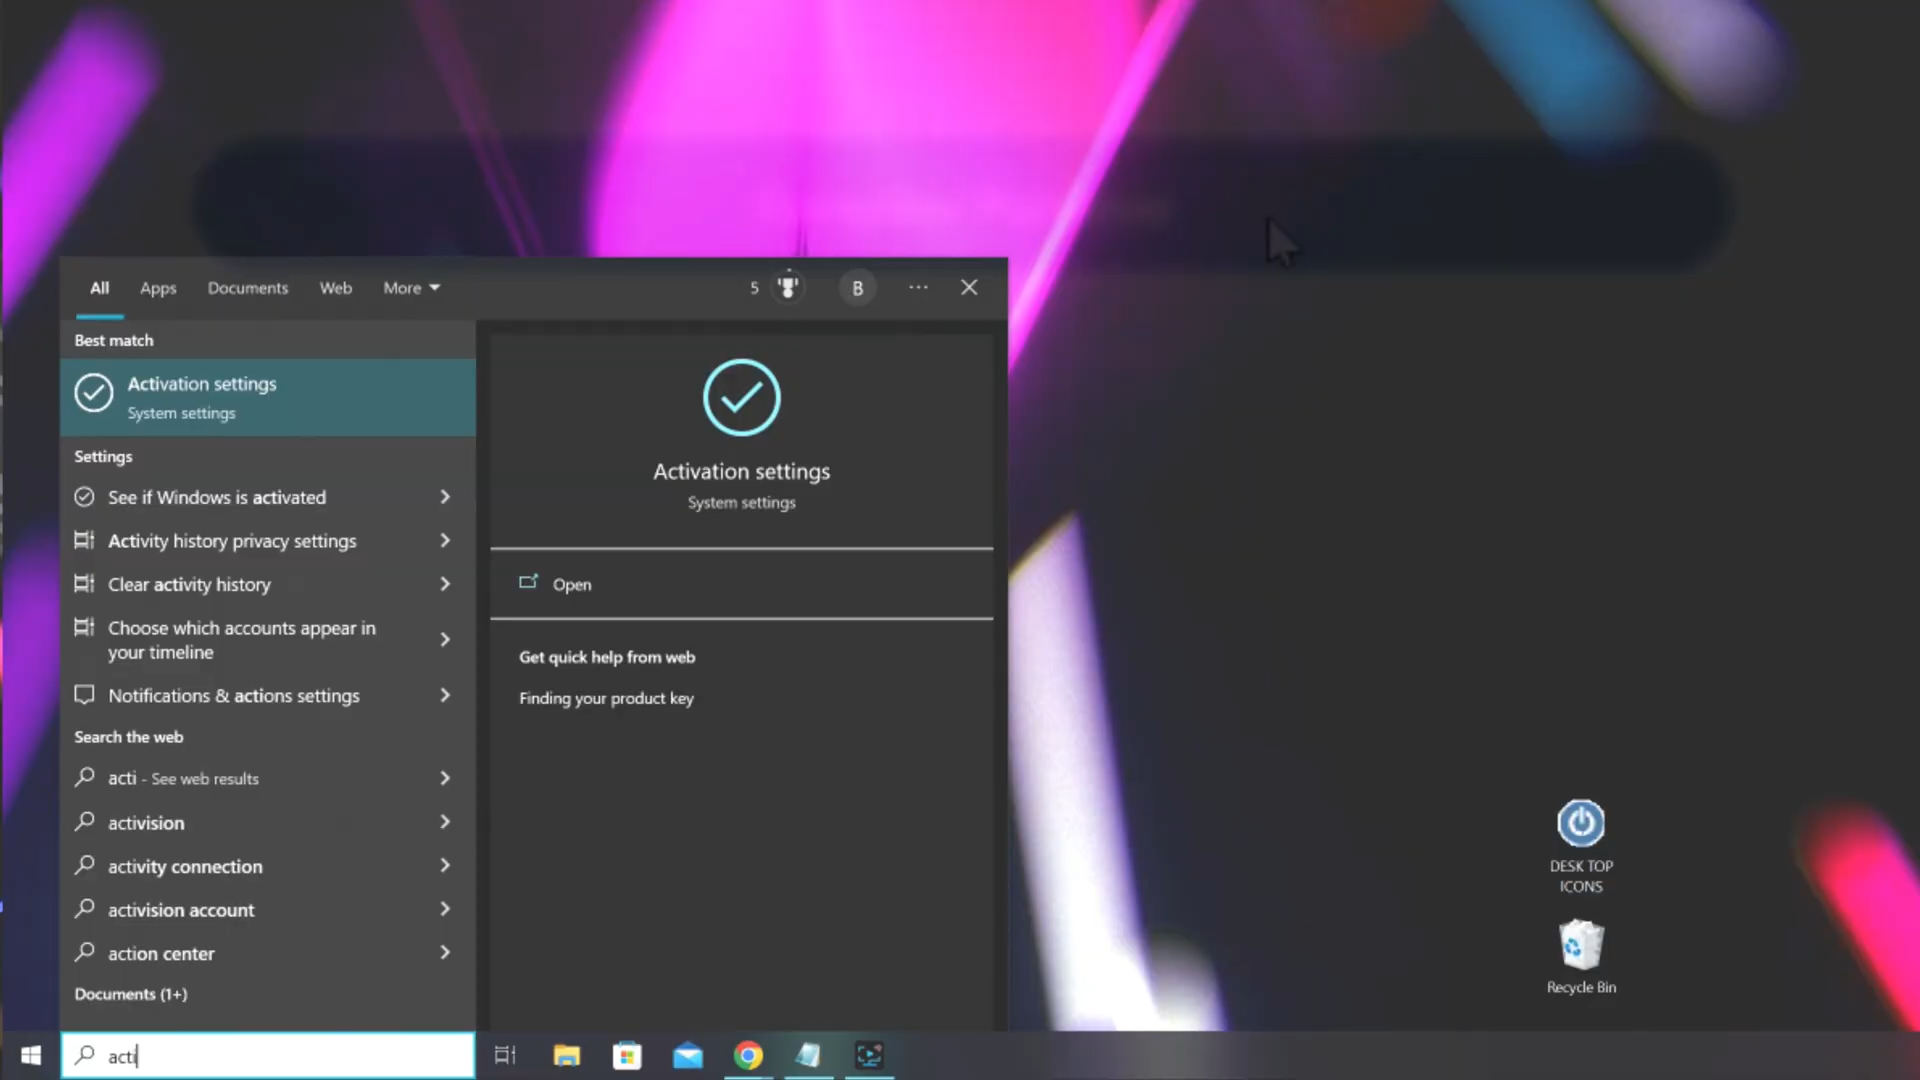 All Apps Documents Web More 5 B ...
Best match
Activation settings
System settings
Settings
See if Windows is activated
Activity history privacy settings
Clear activity history
Choose which accounts appear in
your timeline
Notifications & actions settings
Search the web
acti - See web results
activision
activity connection
activision account
action center
Documents (1+)
acti
Activation settings
System settings
Open
Get quick help from web
Finding your product key
DESK TOP
ICONS
Recycle Bin